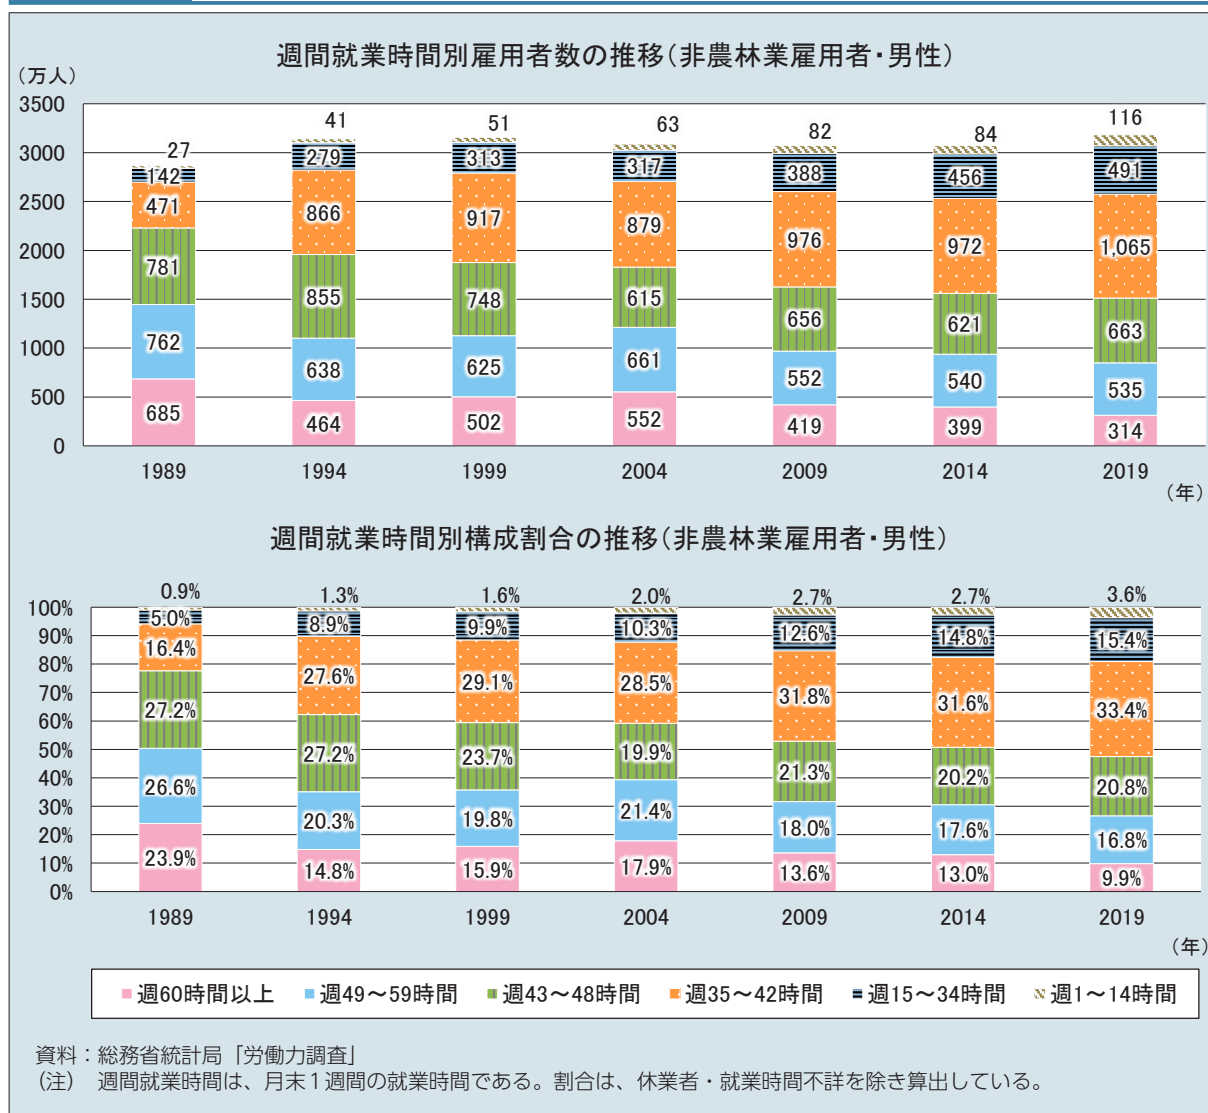 週間就業時間別雇用者数の推移（非農林業雇用者・男性）
（万人）
3500
3000
2500
2000
1500
1000
500
0
27 41 51 63 82 84 116
142 279 313 317 388 456 491
471 866 917 879 976 972 1,065
781 855 748 615 656 621 663
762 638 625 661 552 540 535
685 464 502 552 419 399 314
1989 1994 1999 2004 2009 2014 2019
（年）
週間就業時間別構成割合の推移（非農林業雇用者・男性）
100%
90%
80%
70%
60%
50%
40%
30%
20%
10%
0%
0.9% 1.3% 1.6% 2.0% 2.7% 2.7% 3.6%
5.0% 8.9% 9.9% 10.3% 12.6% 14.8% 15.4%
16.4% 27.6% 29.1% 28.5% 31.8% 31.6% 33.4%
27.2% 27.2% 23.7% 19.9% 21.3% 20.2% 20.8%
26.6% 20.3% 19.8% 21.4% 18.0% 17.6% 16.8%
23.9% 14.8% 15.9% 17.9% 13.6% 13.0% 9.9%
1989 1994 1999 2004 2009 2014 2019
（年）
週60時間以上 週49～59時間 週43～48時間 週35～42時間 週15～34時間 週1～14時間
資料：総務省統計局「労働力調査」
（注） 週間就業時間は、月末１週間の就業時間である。割合は、休業者・就業時間不詳を除き算出している。